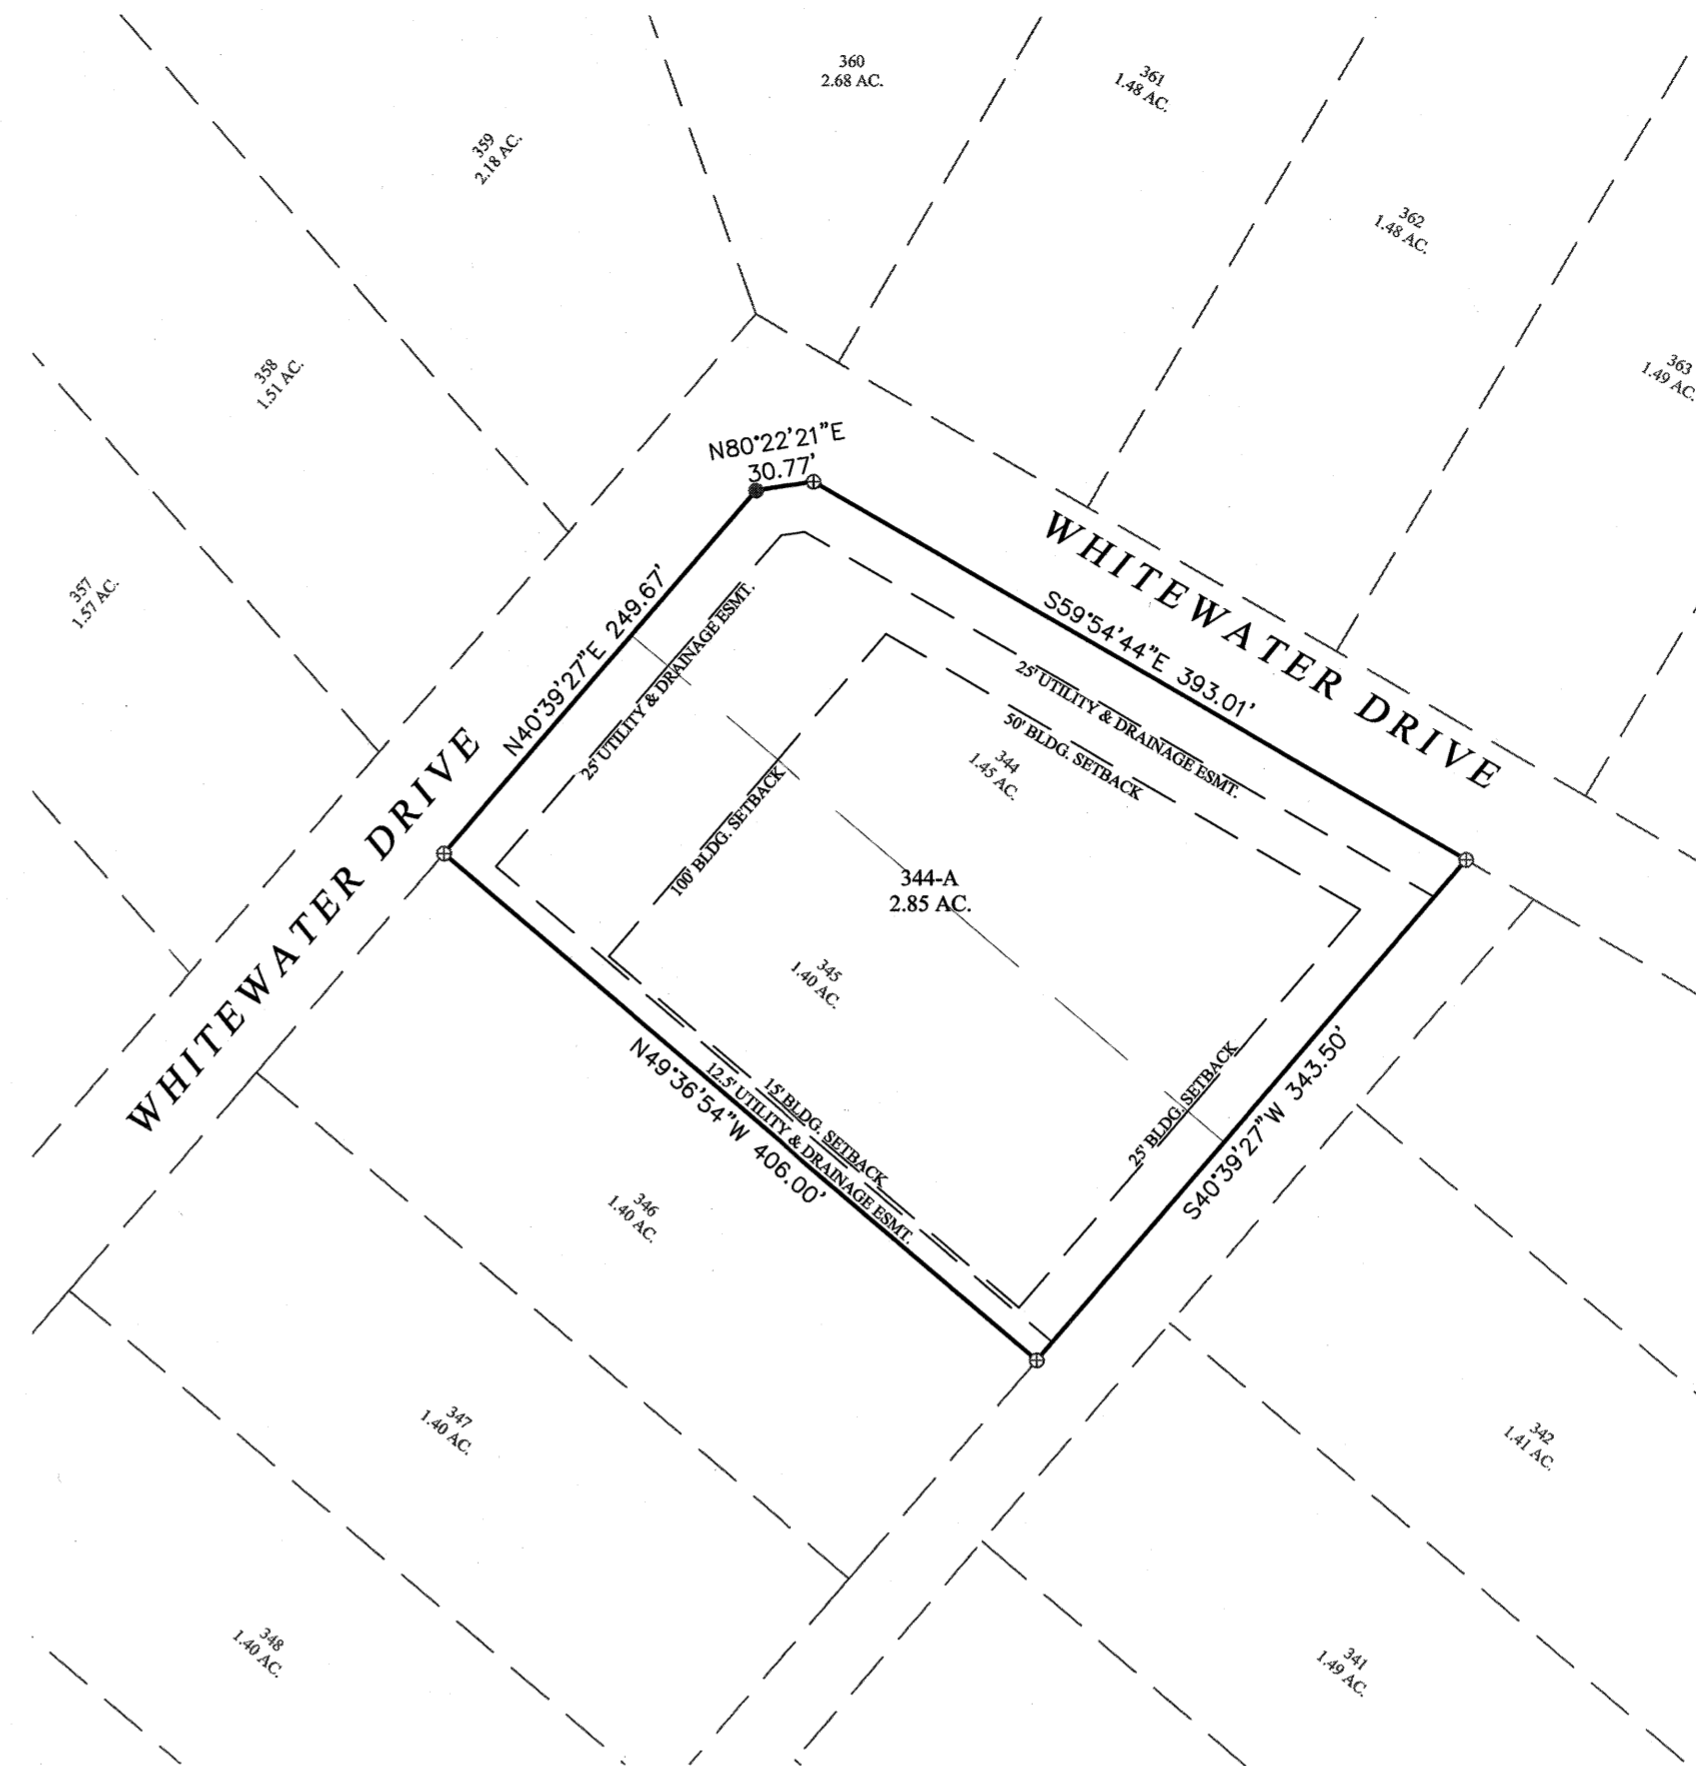 360
2.68 AC.
361
1.48 AC.
359
2.18 AC.
362
1.48 AC.
358
1.51 AC.
363
1.49 AC.
N80°22'21"E
30.77'
WHITEWATER DRIVE
357
1.57 AC.
N40°39'27"E 249.67'
25' UTILITY & DRAINAGE ESMT.
S59°54'44"E 393.01'
25' UTILITY & DRAINAGE ESMT.
50' BLDG. SETBACK
344
1.45 AC.
100' BLDG. SETBACK
WHITEWATER DRIVE
344-A
2.85 AC.
345
1.40 AC.
N49°36'54"W 406.00'
15' BLDG. SETBACK
12.5' UTILITY & DRAINAGE ESMT.
25' BLDG. SETBACK
S40°39'27"W 343.50'
346
1.40 AC.
347
1.40 AC.
342
1.41 AC.
348
1.40 AC.
341
1.49 AC.